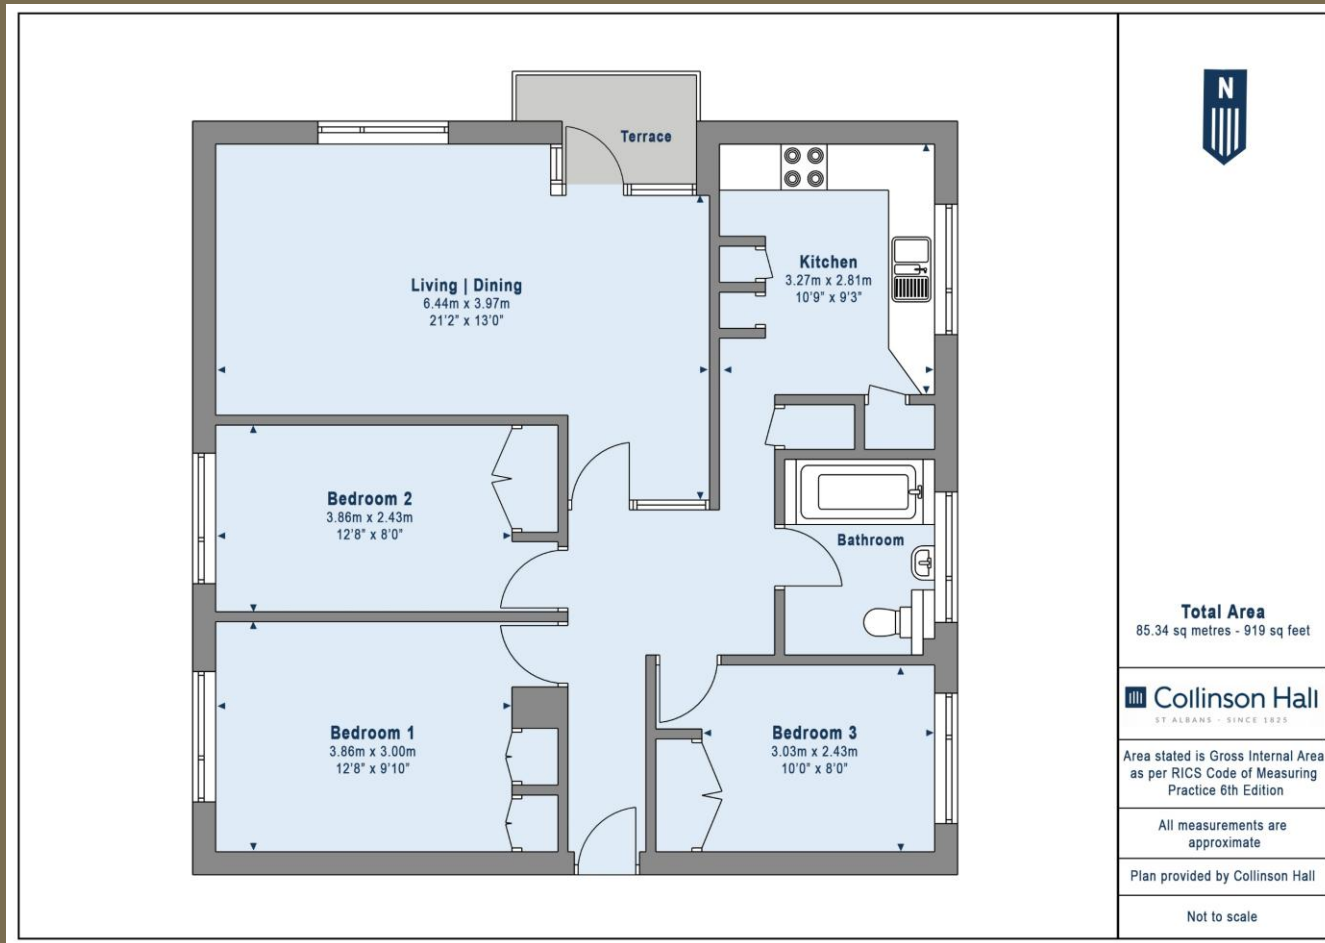 Terrace
Living | Dining
6.44m x 3.97m
21'2" x 13'0"
Kitchen
3.27m x 2.81m
10'9" x 9'3"
Bedroom 2
3.86m x 2.43m
12'8" x 8'0"
Bathroom
Bedroom 1
3.86m x 3.00m
12'8" x 9'10"
Bedroom 3
3.03m x 2.43m
10'0" x 8'0"
N
Total Area
85.34 sq metres - 919 sq feet
Collinson Hall
ST ALBANS - SINCE 1825
Area stated is Gross Internal Area
as per RICS Code of Measuring
Practice 6th Edition
All measurements are
approximate
Plan provided by Collinson Hall
Not to scale